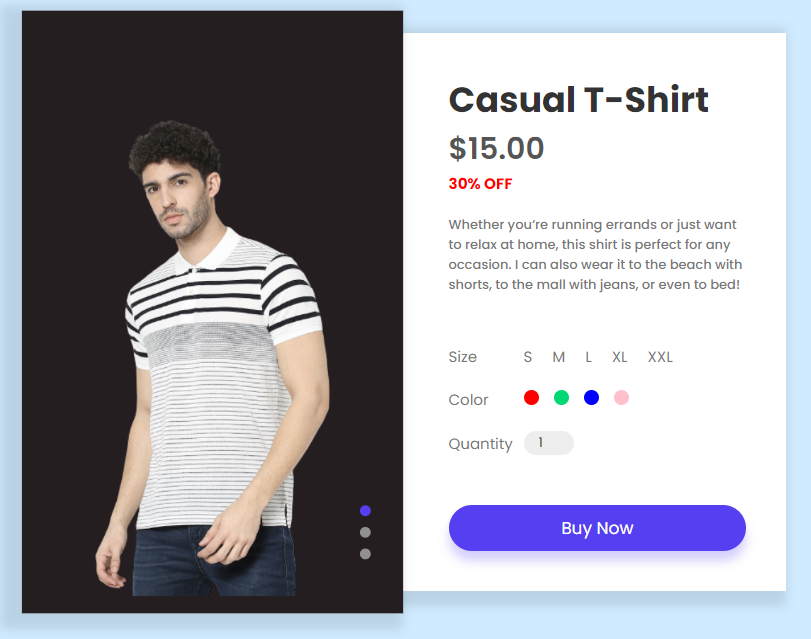 Casual T-Shirt
$15.00
30% OFF
Whether you're running errands or just want
to relax at home, this shirt is perfect for any
occasion. I can also wear it to the beach with
shorts, to the mall with jeans, or even to bed!
Size S M L XL XXL
Color
Quantity 1
Buy Now